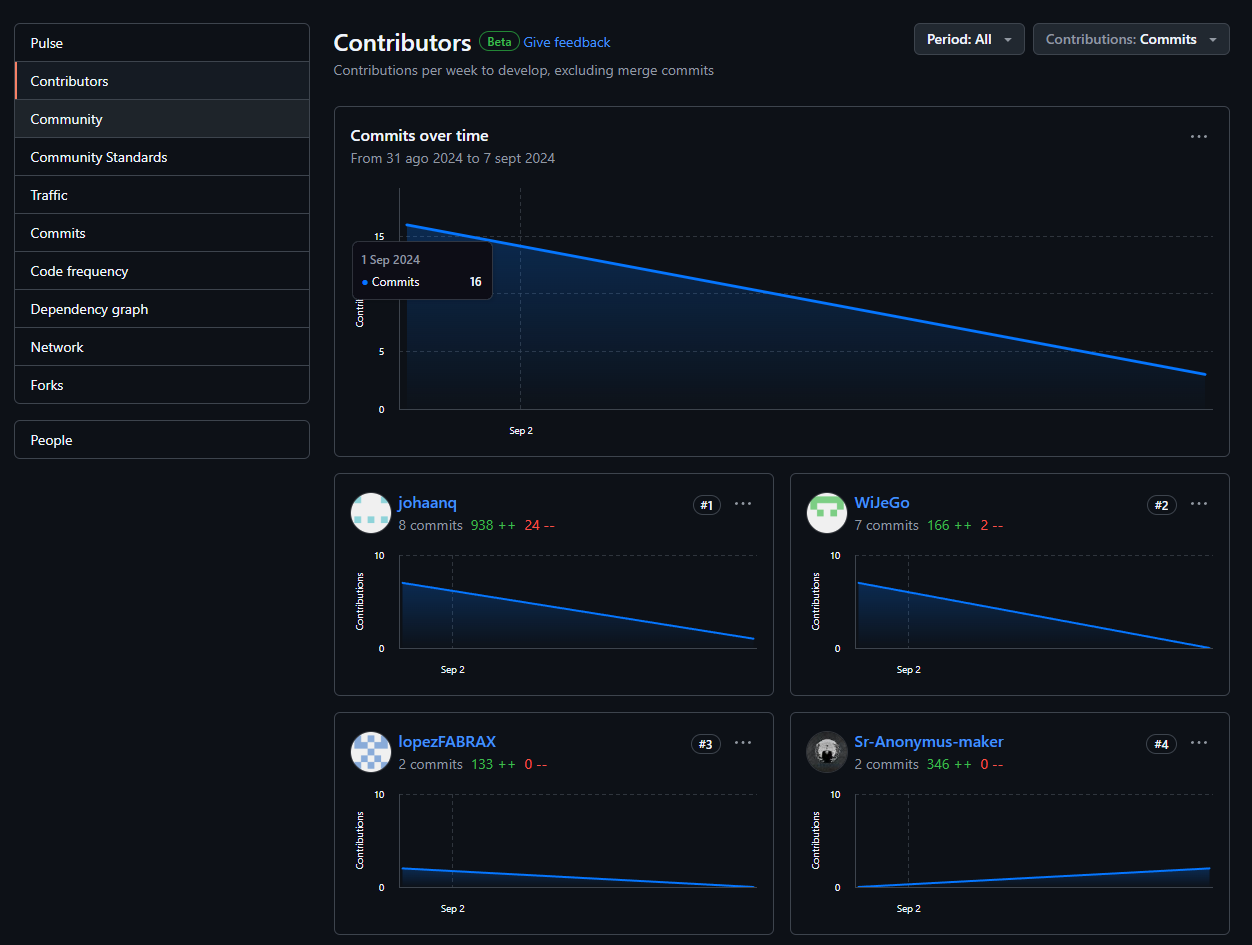 Pulse
Contributors
Community
Community Standards
Traffic
Commits
Code frequency
Dependency graph
Network
Forks
People
Contributors Beta Give feedback
Contributions per week to develop, excluding merge commits
Period: All
Contributions: Commits
Commits over time
From 31 ago 2024 to 7 sept 2024
15
1 Sep 2024
Commits 16
5
0
Sep 2
johaanq
#1
8 commits 938 ++ 24 --
10
Contributions
0
Sep 2
WiJeGo
#2
7 commits 166 ++ 2 --
10
Contributions
0
Sep 2
lopezFABRAX
#3
2 commits 133 ++ 0 --
10
Contributions
0
Sep 2
Sr-Anonymus-maker
#4
2 commits 346 ++ 0 --
10
Contributions
0
Sep 2